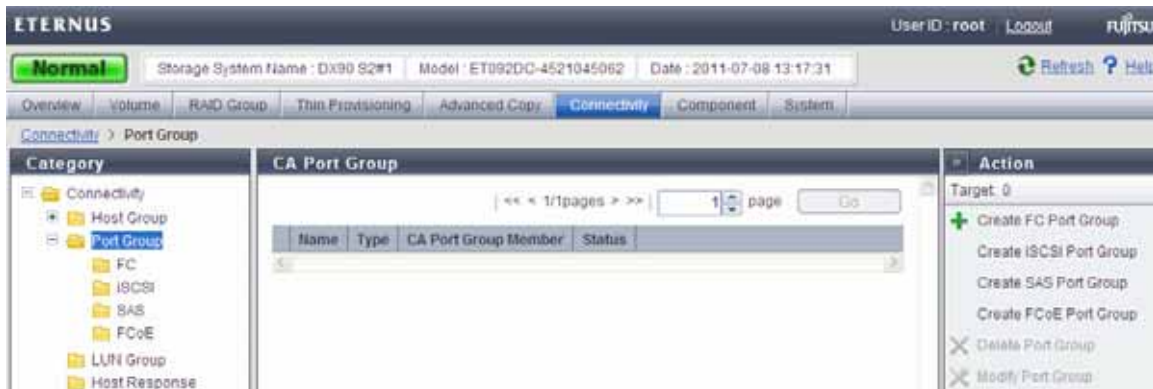 ETERNUS User ID : root Logout FUJITSU
Normal Storage System Name : DX90 S2#1 Model : ET092DC-4521045062 Date : 2011-07-08 13:17:31 Refresh ? Help
Overview Volume RAID Group Thin Provisioning Advanced Copy Connectivity Component System
Connectivity > Port Group
Category
Connectivity
Host Group
Port Group
FC
iSCSI
SAS
FCoE
LUN Group
Host Response
CA Port Group
| << < 1/1pages > >> | 1 page Go
Name Type CA Port Group Member Status
Action
Target: 0
Create FC Port Group
Create iSCSI Port Group
Create SAS Port Group
Create FCoE Port Group
Delete Port Group
Modify Port Group